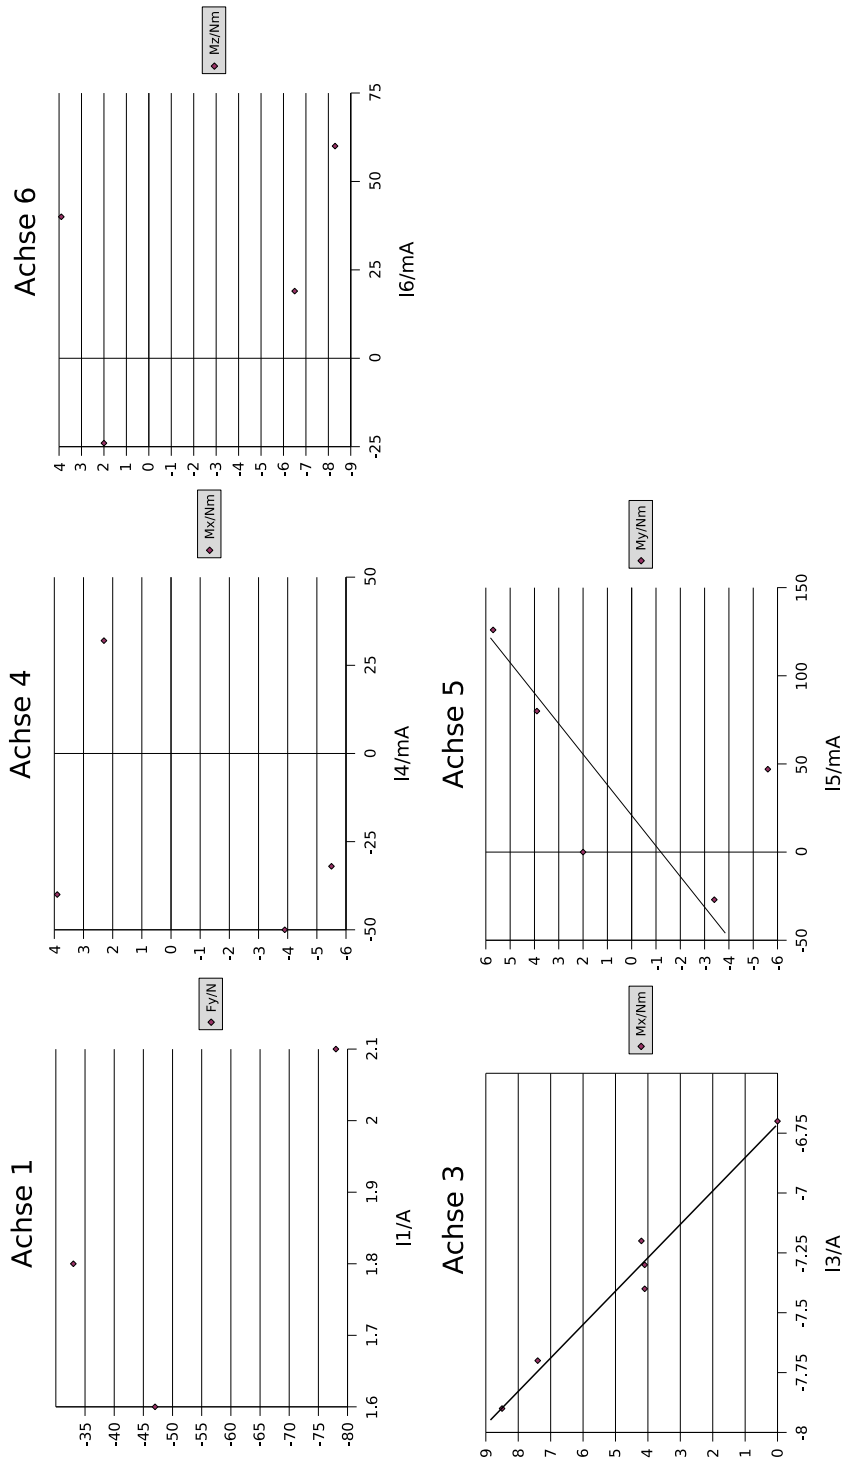 Achse 1
-35
-40
-45
-50
-55
-60
-65
-70
-75
-80
1.6 1.7 1.8 1.9 2 2.1
I1/A
Fy/N
Achse 4
4
3
2
1
0
-1
-2
-3
-4
-5
-6
-50 -25 0 25 50
I4/mA
Mx/Nm
Achse 6
4
3
2
1
0
-1
-2
-3
-4
-5
-6
-7
-8
-9
-25 0 25 50 75
I6/mA
Mz/Nm
Achse 3
9
8
7
6
5
4
3
2
1
0
-8 -7.75 -7.5 -7.25 -7 -6.75
I3/A
Mx/Nm
Achse 5
6
5
4
3
2
1
0
-1
-2
-3
-4
-5
-6
-50 0 50 100 150
I5/mA
My/Nm